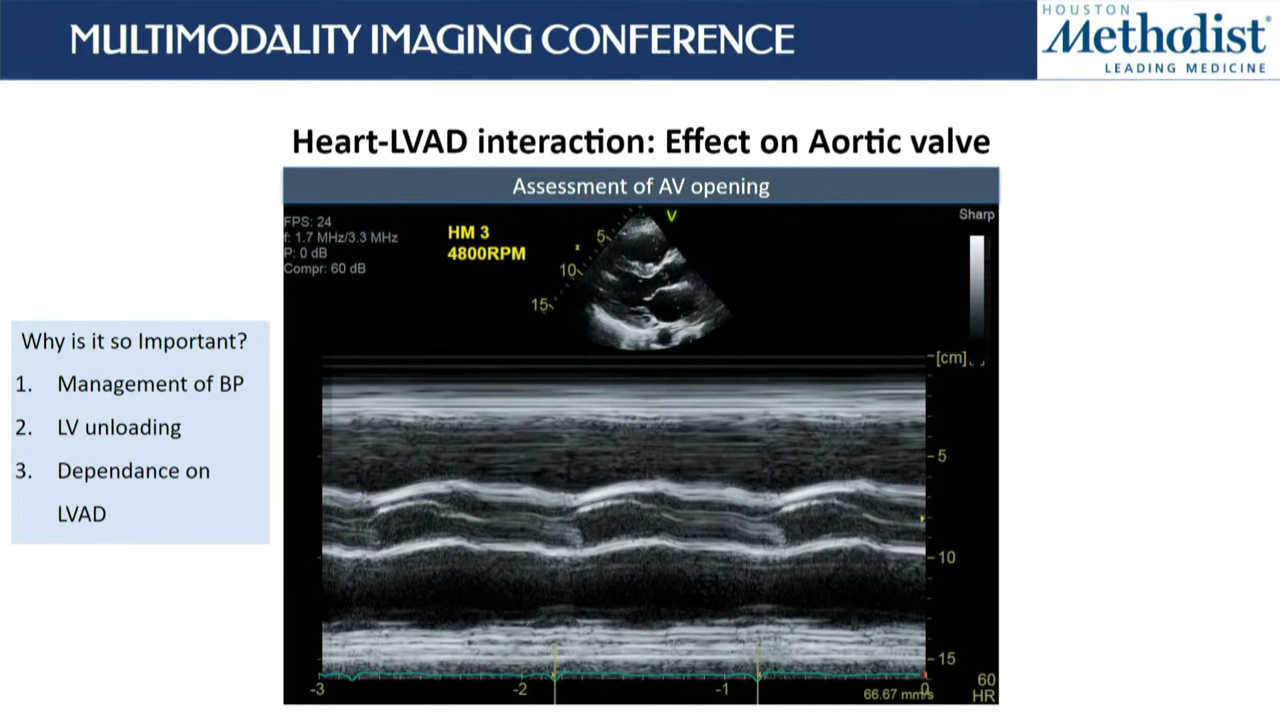 MULTIMODALITY IMAGING CONFERENCE
HOUSTON
Methodist®
LEADING MEDICINE
Heart-LVAD interaction: Effect on Aortic valve
Assessment of AV opening
FPS: 24
f: 1.7 MHz/3.3 MHz
P: 0 dB
Compr: 60 dB
HM 3
4800RPM
V
5
10
15
Sharp
Why is it so Important?
1. Management of BP
2. LV unloading
3. Dependance on
LVAD
[cm]
5
10
15
-3
-2
-1
0
66.67 mm/s
60
HR